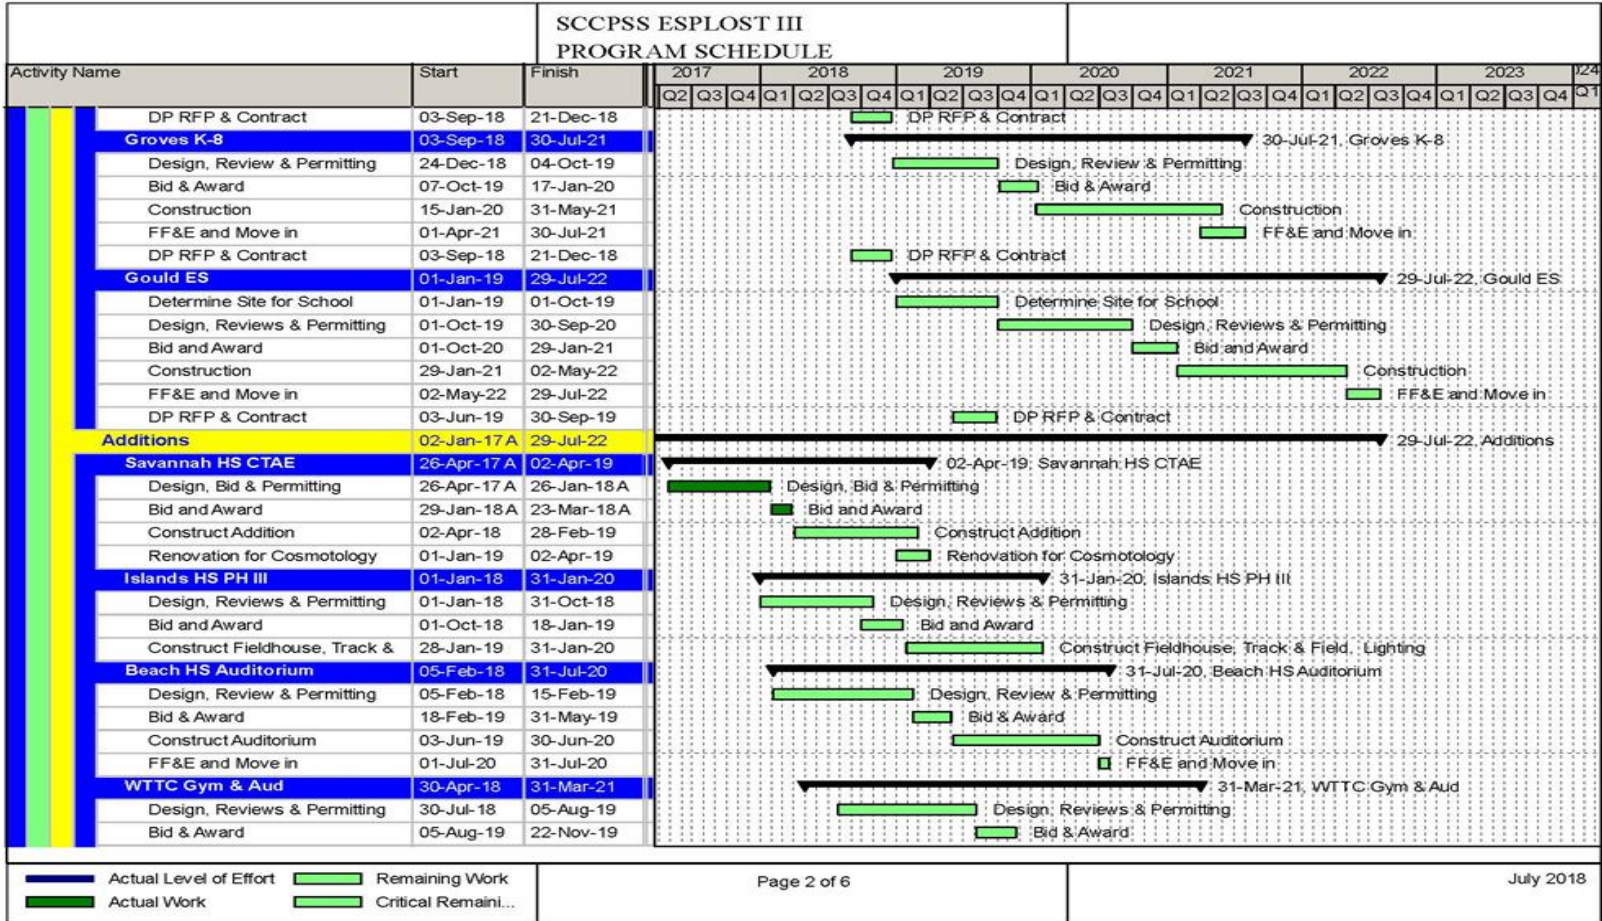 SCCPSS ESPLOST III
PROGRAM SCHEDULE
Activity Name Start Finish 2017 2018 2019 2020 2021 2022 2023 024
Q2 Q3 Q4 Q1 Q2 Q3 Q4 Q1 Q2 Q3 Q4 Q1 Q2 Q3 Q4 Q1 Q2 Q3 Q4 Q1 Q2 Q3 Q4 Q1 Q2 Q3 Q4 Q1
DP RFP & Contract 03-Sep-18 21-Dec-18 DP RFP & Contract
Groves K-8 03-Sep-18 30-Jul-21 30-Jul-21, Groves K-8
Design, Review & Permitting 24-Dec-18 04-Oct-19 Design, Review & Permitting
Bid & Award 07-Oct-19 17-Jan-20 Bid & Award
Construction 15-Jan-20 31-May-21 Construction
FF&E and Move in 01-Apr-21 30-Jul-21 FF&E and Move in
DP RFP & Contract 03-Sep-18 21-Dec-18 DP RFP & Contract
Gould ES 01-Jan-19 29-Jul-22 29-Jul-22, Gould ES
Determine Site for School 01-Jan-19 01-Oct-19 Determine Site for School
Design, Reviews & Permitting 01-Oct-19 30-Sep-20 Design, Reviews & Permitting
Bid and Award 01-Oct-20 29-Jan-21 Bid and Award
Construction 29-Jan-21 02-May-22 Construction
FF&E and Move in 02-May-22 29-Jul-22 FF&E and Move in
DP RFP & Contract 03-Jun-19 30-Sep-19 DP RFP & Contract
Additions 02-Jan-17 A 29-Jul-22 29-Jul-22, Additions
Savannah HS CTAE 26-Apr-17 A 02-Apr-19 02-Apr-19, Savannah HS CTAE
Design, Bid & Permitting 26-Apr-17 A 26-Jan-18 A Design, Bid & Permitting
Bid and Award 29-Jan-18 A 23-Mar-18 A Bid and Award
Construct Addition 02-Apr-18 28-Feb-19 Construct Addition
Renovation for Cosmotology 01-Jan-19 02-Apr-19 Renovation for Cosmotology
Islands HS PH III 01-Jan-18 31-Jan-20 31-Jan-20, Islands HS PH III
Design, Reviews & Permitting 01-Jan-18 31-Oct-18 Design, Reviews & Permitting
Bid and Award 01-Oct-18 18-Jan-19 Bid and Award
Construct Fieldhouse, Track & 28-Jan-19 31-Jan-20 Construct Fieldhouse, Track & Field, Lighting
Beach HS Auditorium 05-Feb-18 31-Jul-20 31-Jul-20, Beach HS Auditorium
Design, Review & Permitting 05-Feb-18 15-Feb-19 Design, Review & Permitting
Bid & Award 18-Feb-19 31-May-19 Bid & Award
Construct Auditorium 03-Jun-19 30-Jun-20 Construct Auditorium
FF&E and Move in 01-Jul-20 31-Jul-20 FF&E and Move in
WTTC Gym & Aud 30-Apr-18 31-Mar-21 31-Mar-21, WTTC Gym & Aud
Design, Reviews & Permitting 30-Jul-18 05-Aug-19 Design, Reviews & Permitting
Bid & Award 05-Aug-19 22-Nov-19 Bid & Award
Actual Level of Effort Remaining Work Page 2 of 6 July 2018
Actual Work Critical Remaini...